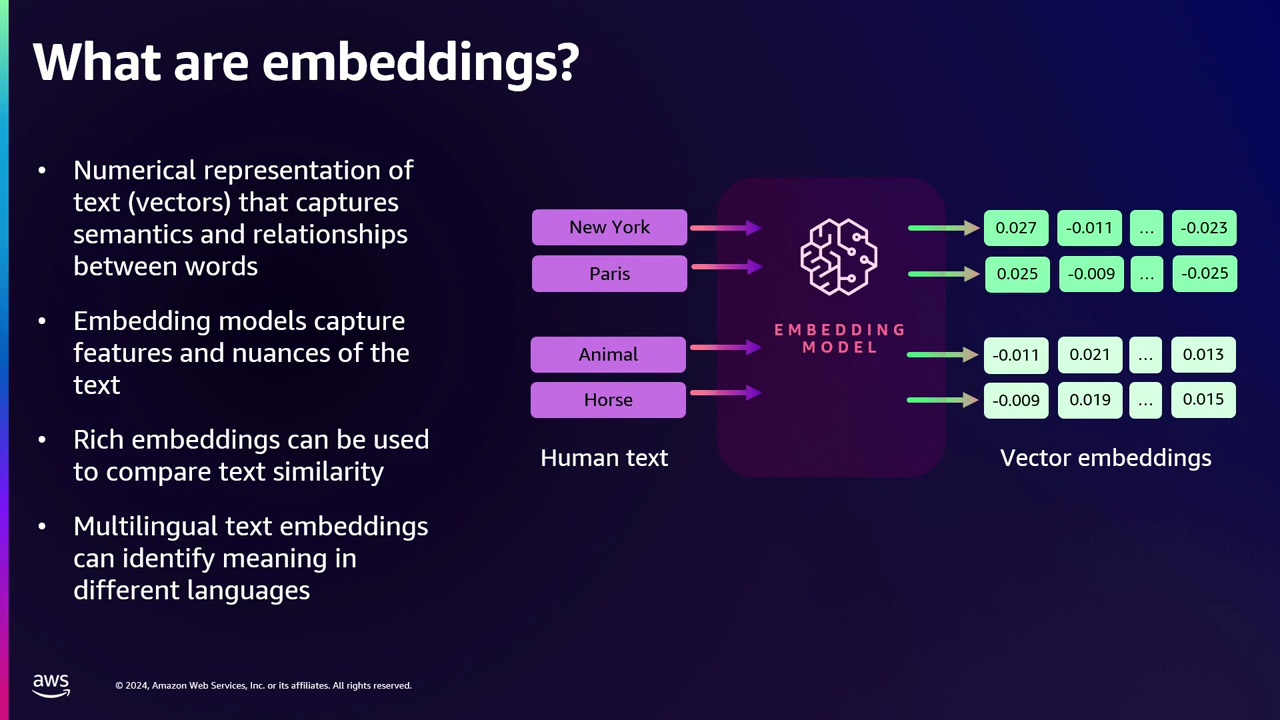 What are embeddings?
• Numerical representation of
text (vectors) that captures
semantics and relationships
between words
• Embedding models capture
features and nuances of the
text
• Rich embeddings can be used
to compare text similarity
• Multilingual text embeddings
can identify meaning in
different languages
New York
Paris
Animal
Horse
Human text
EMBEDDING
MODEL
0.027 -0.011 ... -0.023
0.025 -0.009 ... -0.025
-0.011 0.021 ... 0.013
-0.009 0.019 ... 0.015
Vector embeddings
aws
© 2024, Amazon Web Services, Inc. or its affiliates. All rights reserved.